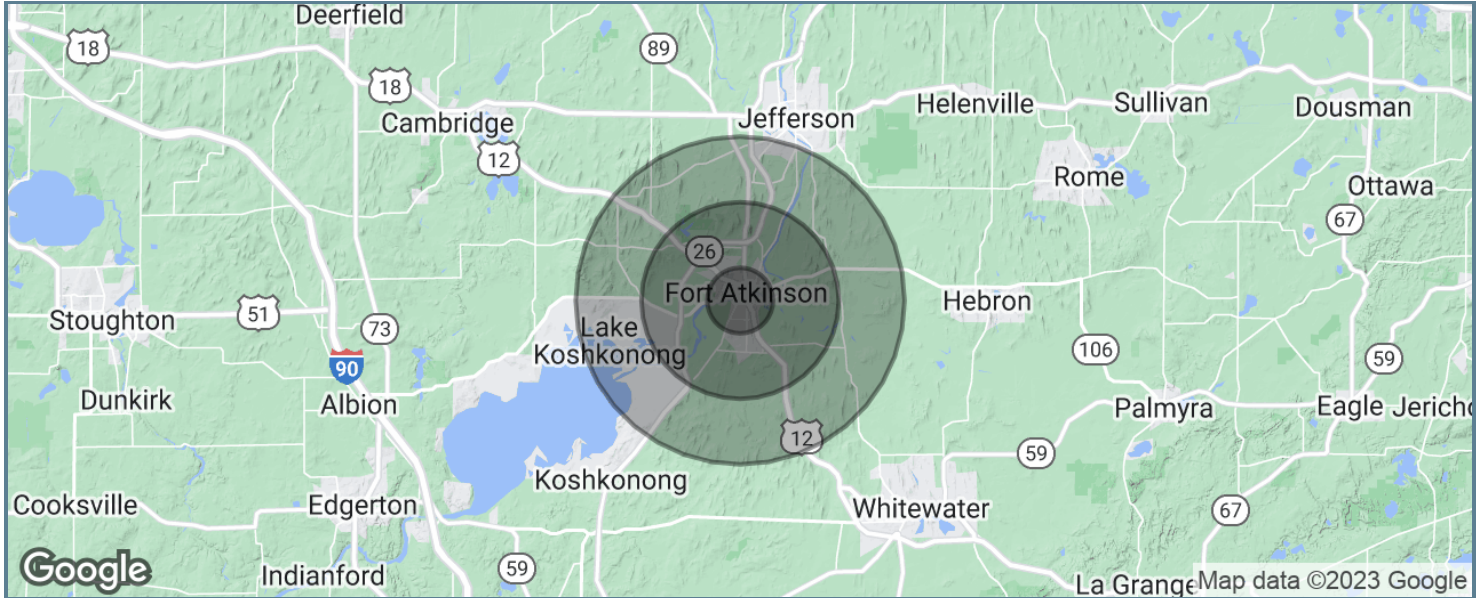 Deerfield
18
89
18
Cambridge
Jefferson
Helenville
Sullivan
Dousman
12
Rome
Ottawa
67
26
Fort Atkinson
Hebron
51
Stoughton
73
Lake
Koshkonong
106
59
90
Dunkirk
Albion
Palmyra
Eagle
Jericho
12
59
Koshkonong
Cooksville
Edgerton
Whitewater
67
Google
Indianford
59
La Grange
Map data ©2023 Google